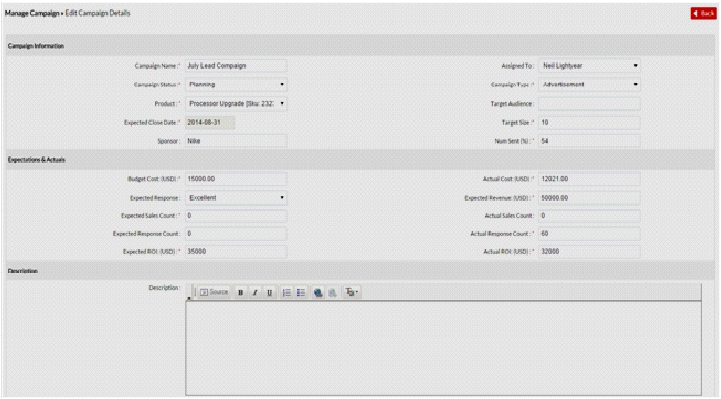 Manage Campaign • Edit Campaign Details
Back
Campaign Information
Campaign Name : * July Lead Compaign
Assigned To : Neil Lightyear
Campaign Status : * Planning
Campaign Type : * Advertisement
Product : * Processor Upgrade [Sku: 232
Target Audience :
Expected Close Date : * 2014-08-31
Target Size : * 10
Sponsor : Nike
Num Sent (%) : * 54
Expectations & Actuals
Budget Cost: (USD) : * 15000.00
Actual Cost: (USD) : * 12021.00
Expected Response : Excellent
Expected Revenue: (USD) : * 50000.00
Expected Sales Count : * 0
Actual Sales Count : 0
Expected Response Count : 0
Actual Response Count : * 60
Expected ROI: (USD) : * 35000
Actual ROI: (USD) : * 32000
Description
Description :
Source B I U